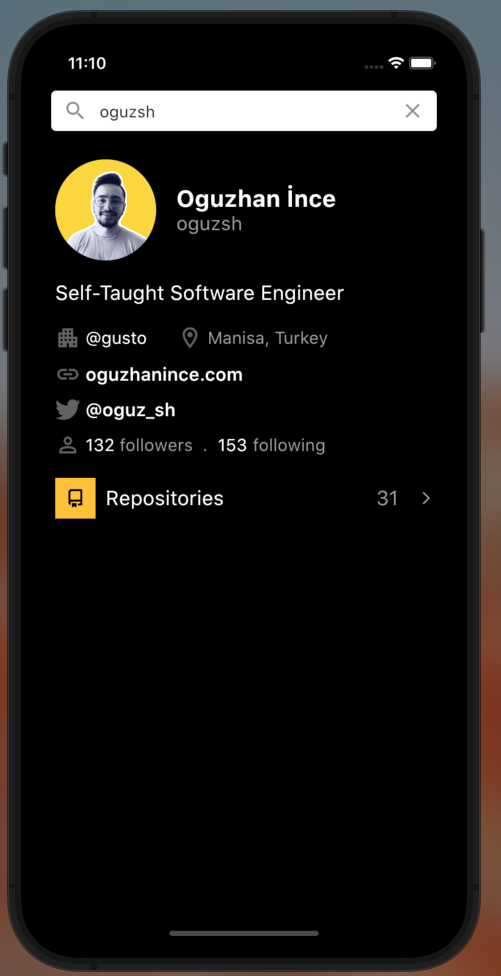 11:10
oguzsh
Oguzhan İnce
oguzsh
Self-Taught Software Engineer
@gusto Manisa, Turkey
oguzhanince.com
@oguz_sh
132 followers . 153 following
Repositories 31